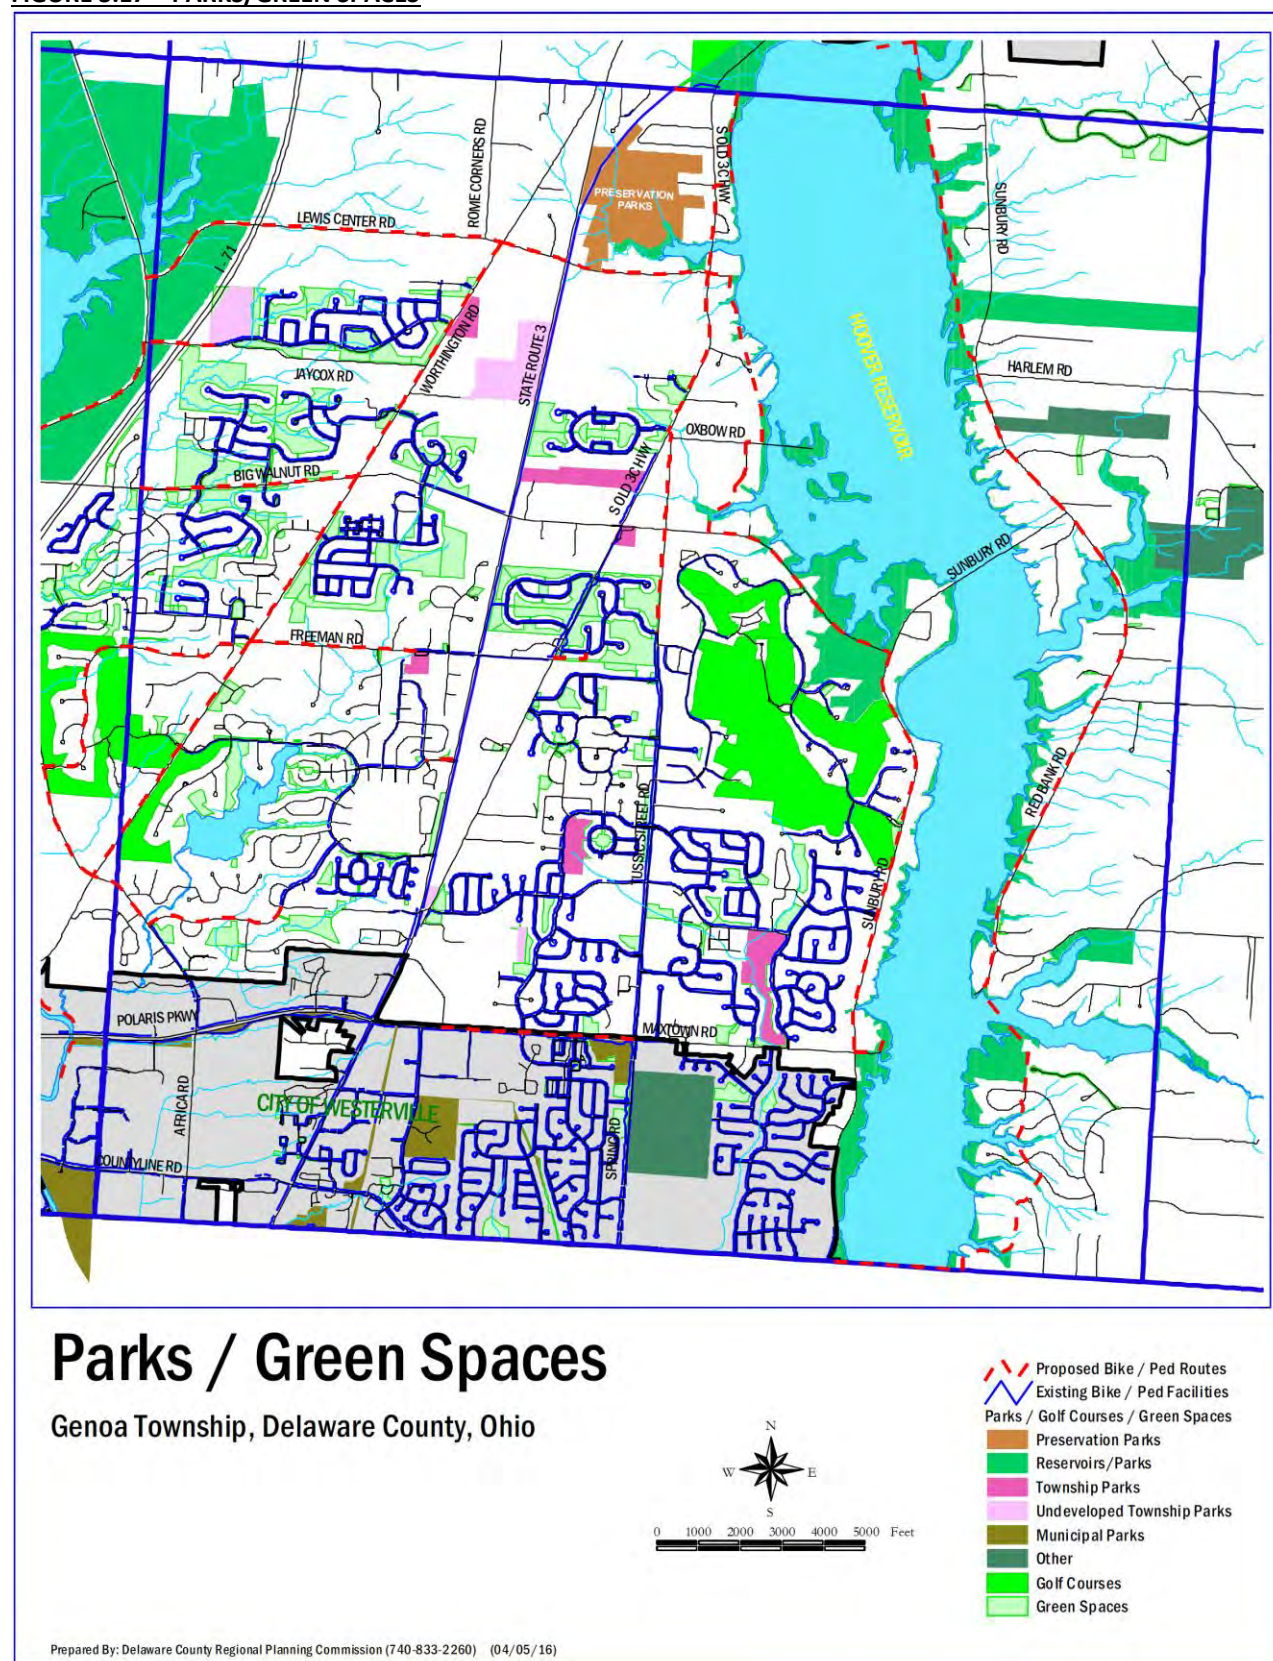 PRESERVATION
PARKS
S OLD 3C HWY
ROME CORNERS RD
SUNBURY RD
LEWIS CENTER RD
I-71
WORTHINGTON RD
STATE ROUTE 3
HOOVER RESERVOIR
JAYCOX RD
HARLEM RD
OXBOW RD
BIG WALNUT RD
S OLD 3C HWY
SUNBURY RD
FREEMAN RD
RED BANK RD
TUSSIC STREET RD
SUNBURY RD
POLARIS PKWY
MAXTOWN RD
AFRICA RD
CITY OF WESTERVILLE
COUNTYLINE RD
SPRING RD
Parks / Green Spaces
Genoa Township, Delaware County, Ohio
N
W
E
S
0 1000 2000 3000 4000 5000 Feet
Proposed Bike / Ped Routes
Existing Bike / Ped Facilities
Parks / Golf Courses / Green Spaces
Preservation Parks
Reservoirs/Parks
Township Parks
Undeveloped Township Parks
Municipal Parks
Other
Golf Courses
Green Spaces
Prepared By: Delaware County Regional Planning Commission (740-833-2260) (04/05/16)